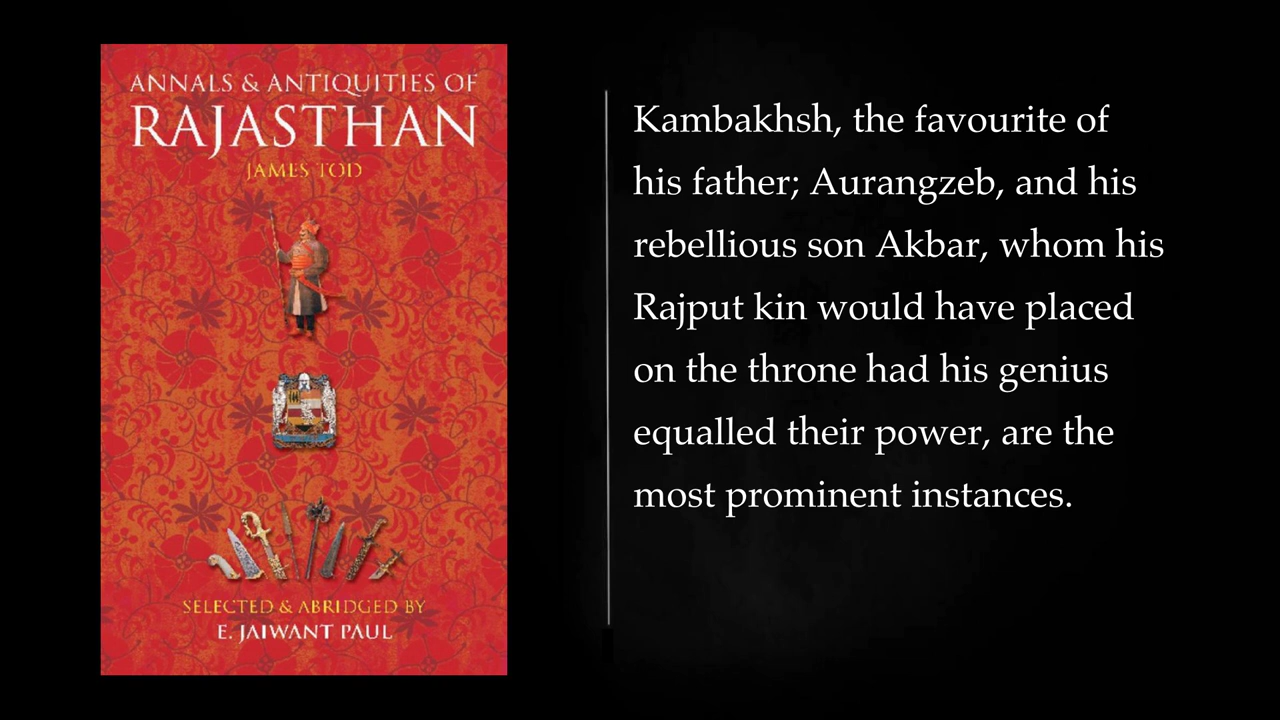 ANNALS & ANTIQUITIES OF
RAJASTHAN
JAMES TOD
SELECTED & ABRIDGED BY
E. JAIWANT PAUL
Kambakhsh, the favourite of
his father; Aurangzeb, and his
rebellious son Akbar, whom his
Rajput kin would have placed
on the throne had his genius
equalled their power, are the
most prominent instances.